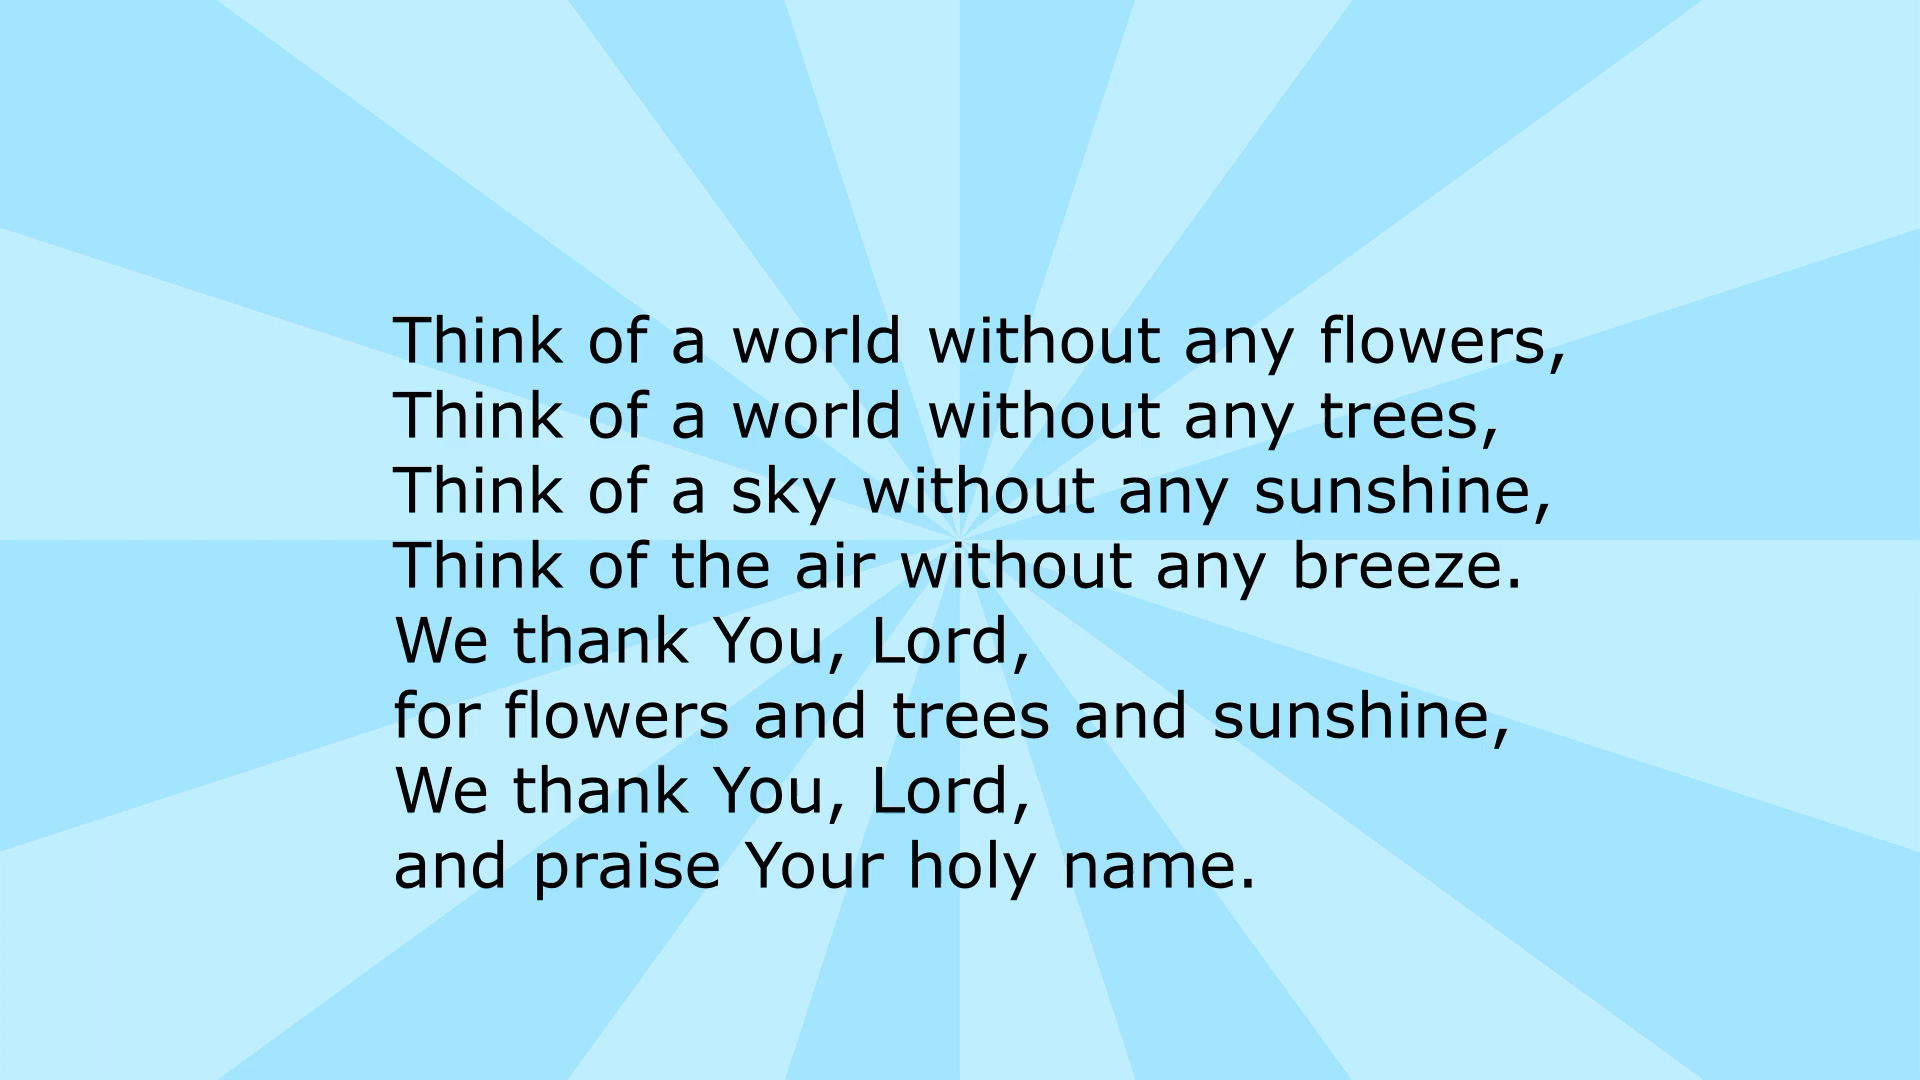 Think of a world without any flowers,
Think of a world without any trees,
Think of a sky without any sunshine,
Think of the air without any breeze.
We thank You, Lord,
for flowers and trees and sunshine,
We thank You, Lord,
and praise Your holy name.